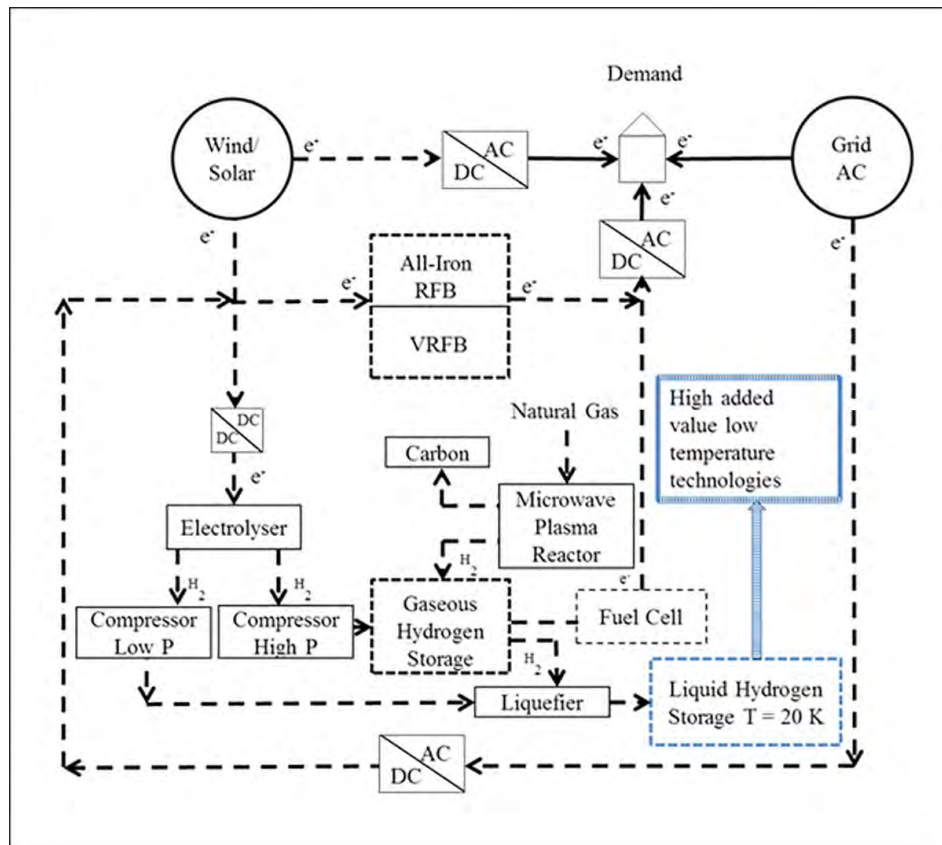 Demand
Wind/
Solar
e-
AC
DC
e-
e-
Grid
AC
e-
e-
AC
DC
e-
All-Iron
RFB
VRFB
e-
e-
High added
value low
temperature
technologies
DC
DC
e-
Natural Gas
Carbon
Microwave
Plasma
Reactor
Electrolyser
H2
H2
H2
e-
Compressor
Low P
Compressor
High P
Gaseous
Hydrogen
Storage
Fuel Cell
H2
Liquefier
Liquid Hydrogen
Storage T = 20 K
AC
DC